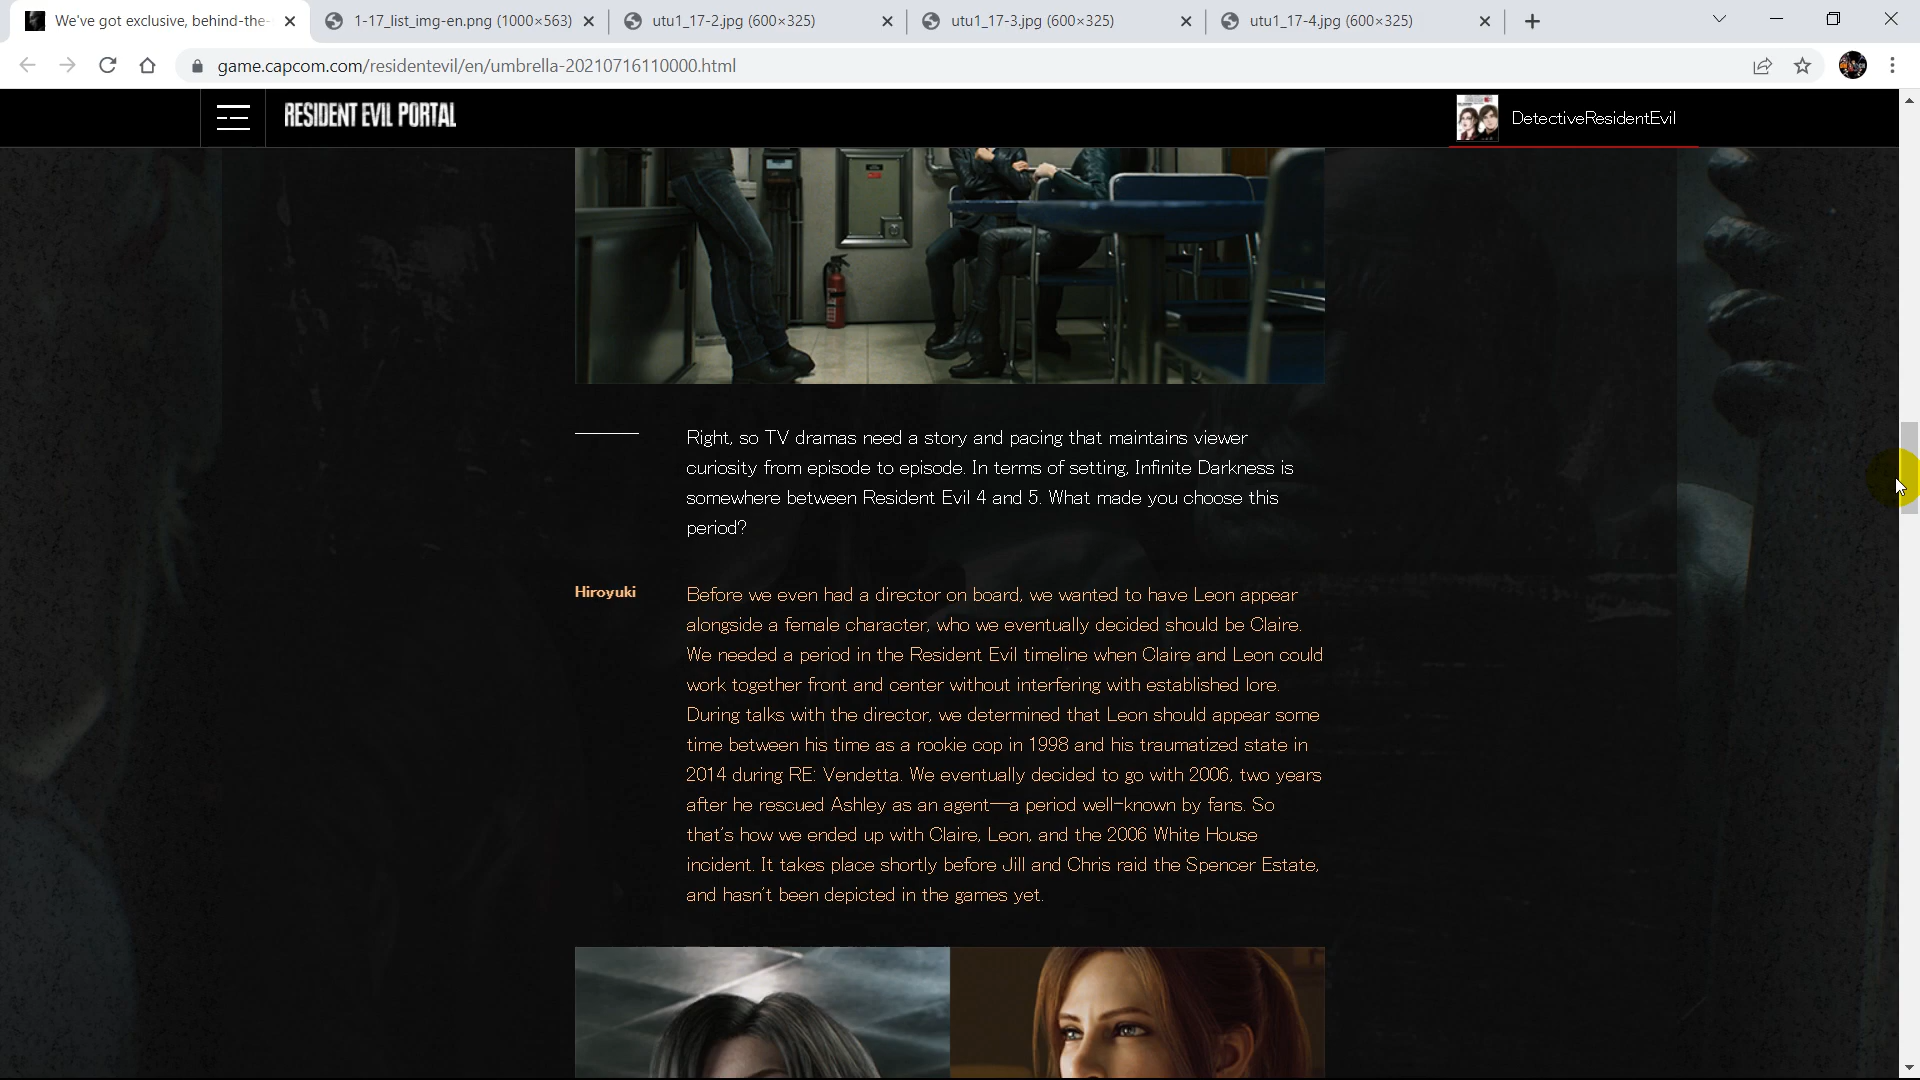 We've got exclusive, behind-the-
1-17_list_img-en.png (1000×563)
utu1_17-2.jpg (600×325)
utu1_17-3.jpg (600×325)
utu1_17-4.jpg (600×325)
game.capcom.com/residentevil/en/umbrella-20210716110000.html
RESIDENT EVIL PORTAL
DetectiveResidentEvil
Right, so TV dramas need a story and pacing that maintains viewer
curiosity from episode to episode. In terms of setting, Infinite Darkness is
somewhere between Resident Evil 4 and 5. What made you choose this
period?
Hiroyuki
Before we even had a director on board, we wanted to have Leon appear
alongside a female character, who we eventually decided should be Claire.
We needed a period in the Resident Evil timeline when Claire and Leon could
work together front and center without interfering with established lore.
During talks with the director, we determined that Leon should appear some
time between his time as a rookie cop in 1998 and his traumatized state in
2014 during RE: Vendetta. We eventually decided to go with 2006, two years
after he rescued Ashley as an agent—a period well-known by fans. So
that's how we ended up with Claire, Leon, and the 2006 White House
incident. It takes place shortly before Jill and Chris raid the Spencer Estate,
and hasn't been depicted in the games yet.